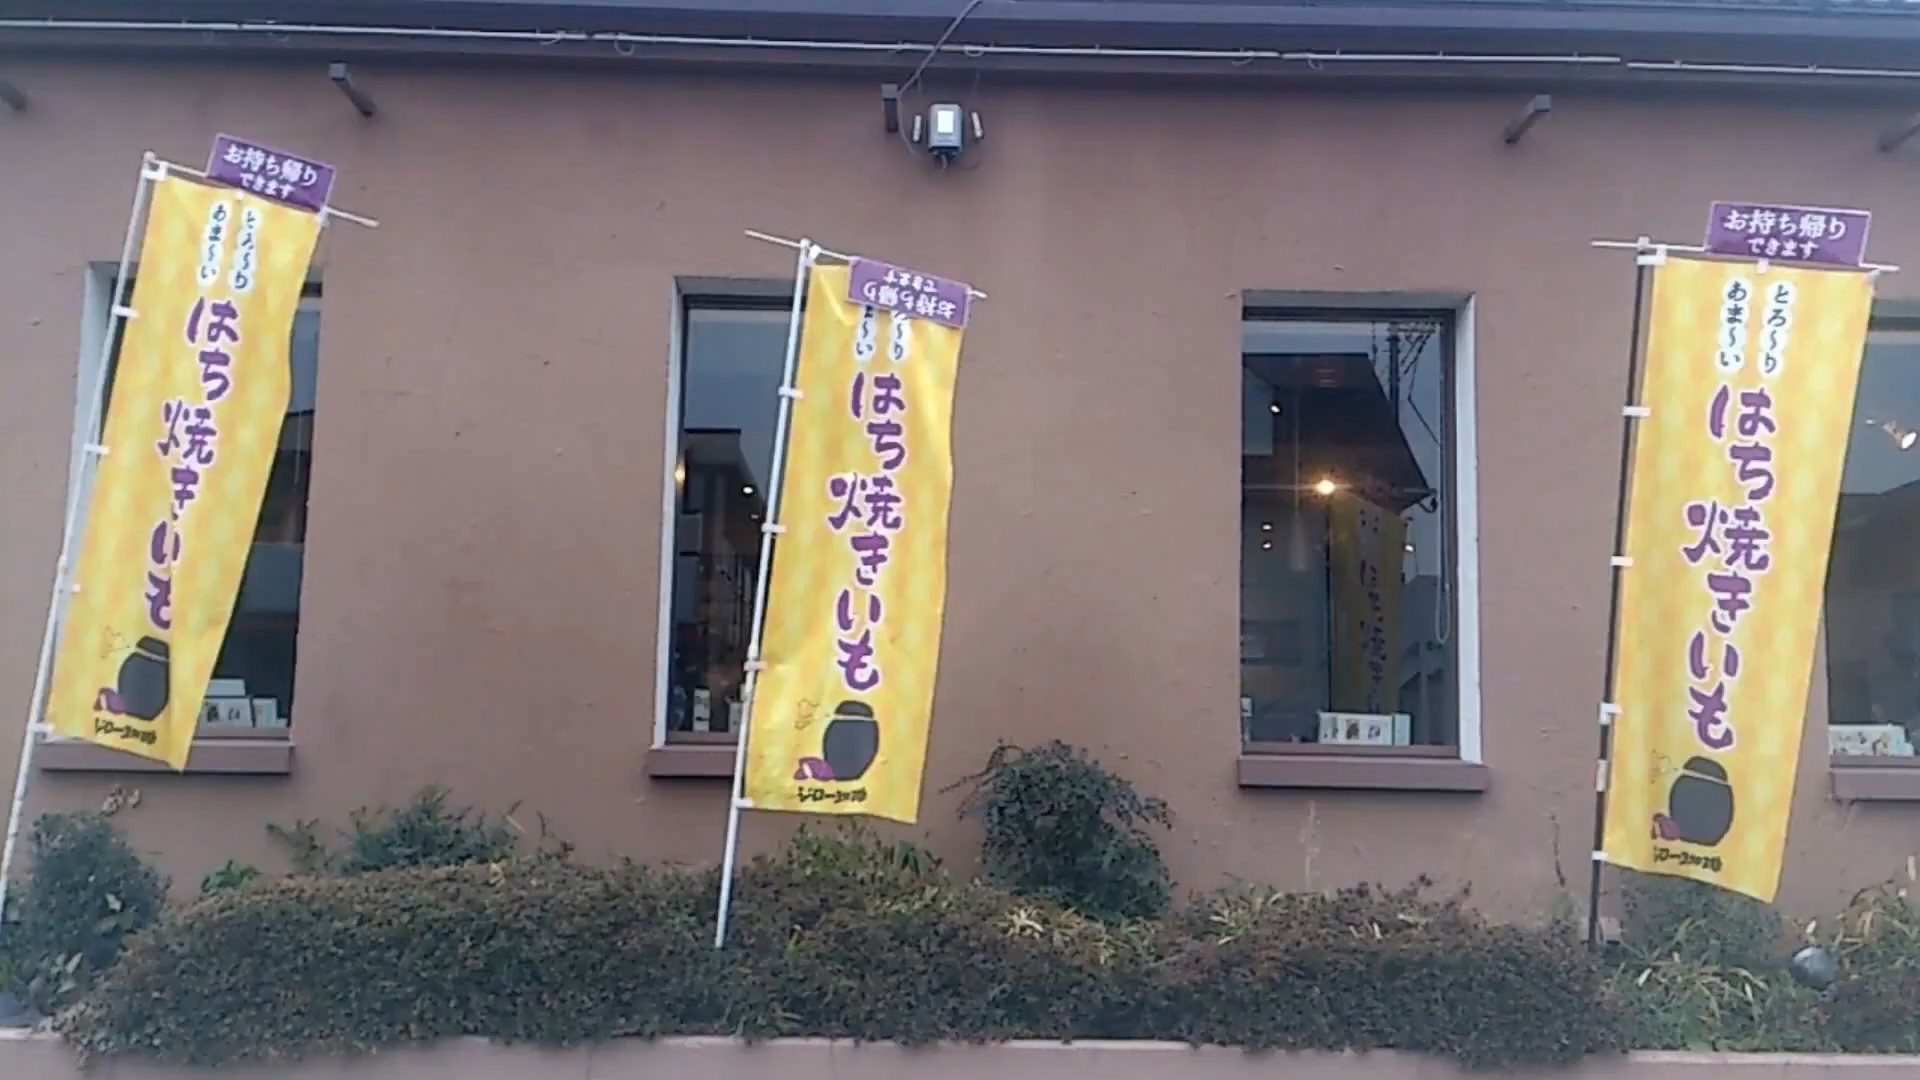 お持ち帰り
できます
とろ〜り
あま〜い
はち
焼きいも
お持ち帰り
できます
〜り
ま〜い
はち
焼きいも
お持ち帰り
できます
とろ〜り
あま〜い
はち
焼きいも